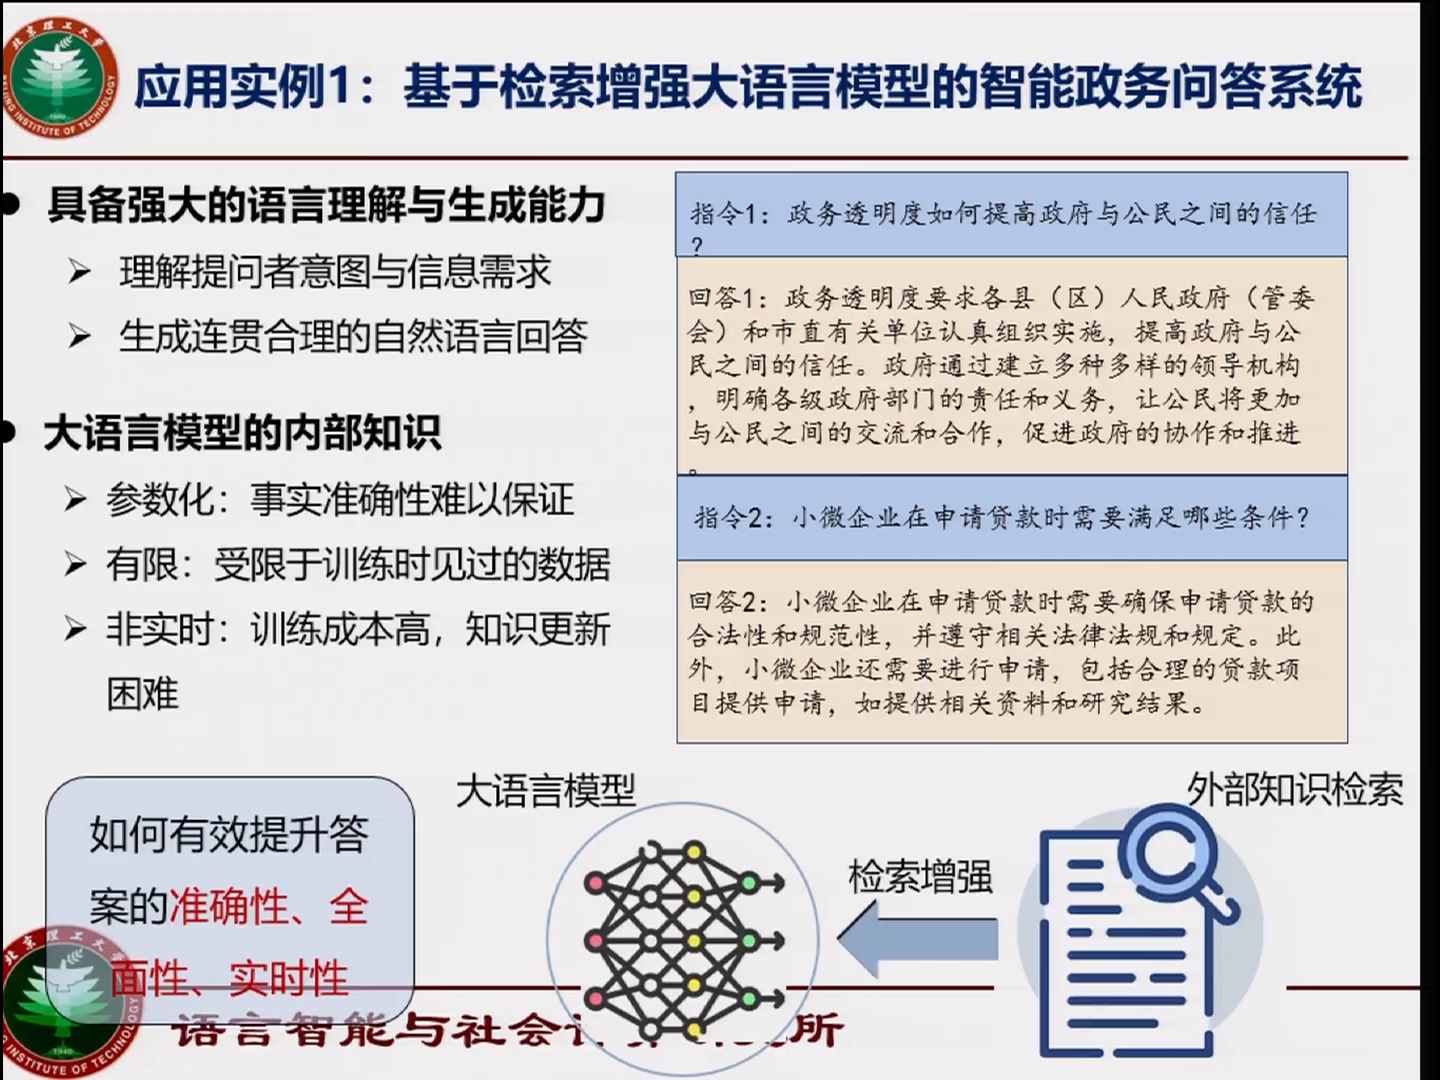 应用实例1：基于检索增强大语言模型的智能政务问答系统
具备强大的语言理解与生成能力
理解提问者意图与信息需求
生成连贯合理的自然语言回答
大语言模型的内部知识
参数化：事实准确性难以保证
有限：受限于训练时见过的数据
非实时：训练成本高，知识更新
困难
指令1：政务透明度如何提高政府与公民之间的信任
？
回答1：政务透明度要求各县（区）人民政府（管委
会）和市直有关单位认真组织实施，提高政府与公
民之间的信任。政府通过建立多种多样的领导机构
，明确各级政府部门的责任和义务，让公民将更加
与公民之间的交流和合作，促进政府的协作和推进
。
指令2：小微企业在申请贷款时需要满足哪些条件？
回答2：小微企业在申请贷款时需要确保申请贷款的
合法性和规范性，并遵守相关法律法规和规定。此
外，小微企业还需要进行申请，包括合理的贷款项
目提供申请，如提供相关资料和研究结果。
如何有效提升答
案的准确性、全
面性、实时性
大语言模型
检索增强
外部知识检索
语言智能与社会
所
北京理工大学
BEIJING INSTITUTE OF TECHNOLOGY
1940
北京理工大学
INSTITUTE OF TECHNOLOGY
1940